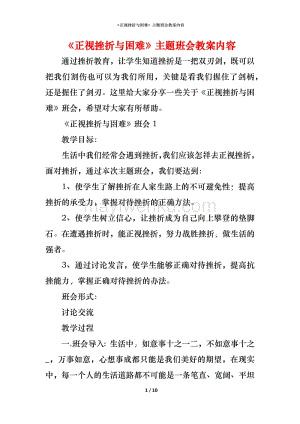 《正视挫折与困难》主题班会教案内容
《正视挫折与困难》主题班会教案内容
通过挫折教育，让学生知道挫折是一把双刃剑，既可以把我们割伤也可以为我们所用，关键是看我们握住了剑柄，还是握住了剑刃。下面就是给大家分享一些关于《正视挫折与困难》班会，希望对大家有所帮助。
《正视挫折与困难》班会 1
教学目标：
生活中我们经常会遇到挫折，我们应该怎样去正视挫折，面对挫折，通过本次主题班会，我们要达到：
1、使学生了解挫折在人家生路上的不可避免性；提高挫折的承受力，掌握对待挫折的正确方法。
2、使学生树立信心，让挫折成为自己向上攀登的垫脚石。在遭遇挫折时，能正视挫折，努力战胜挫折，做生活的强者。
3、通过讨论发言，使学生能够正确对待挫折，提高抗挫能力，掌握正确对待挫折的办法。
班会形式：
讨论交流
教学过程
一.班会导入：生活中，如意事十之一二，不如意事十之_，万事如意，心想事成都只能是我们美好的期望，在现实中，每一个人的生活道路都不可能是一条笔直、宽阔、平坦
1 / 10